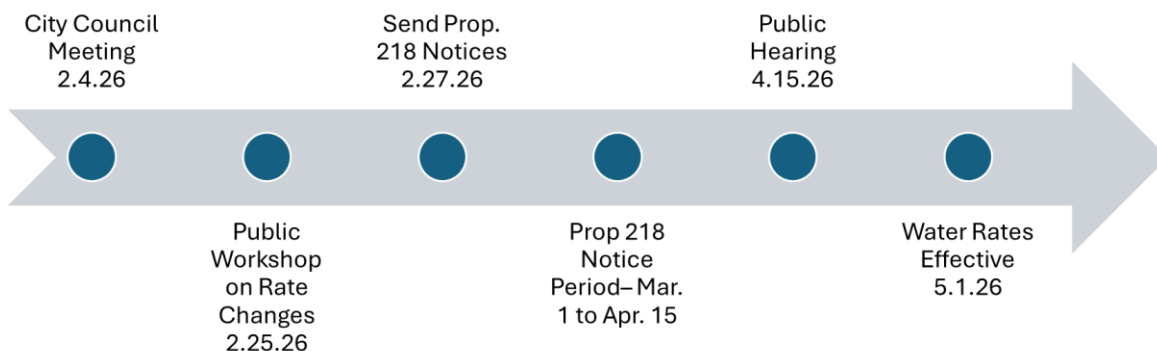 City Council
Meeting
2.4.26
Public
Workshop
on Rate
Changes
2.25.26
Send Prop.
218 Notices
2.27.26
Prop 218
Notice
Period– Mar.
1 to Apr. 15
Public
Hearing
4.15.26
Water Rates
Effective
5.1.26